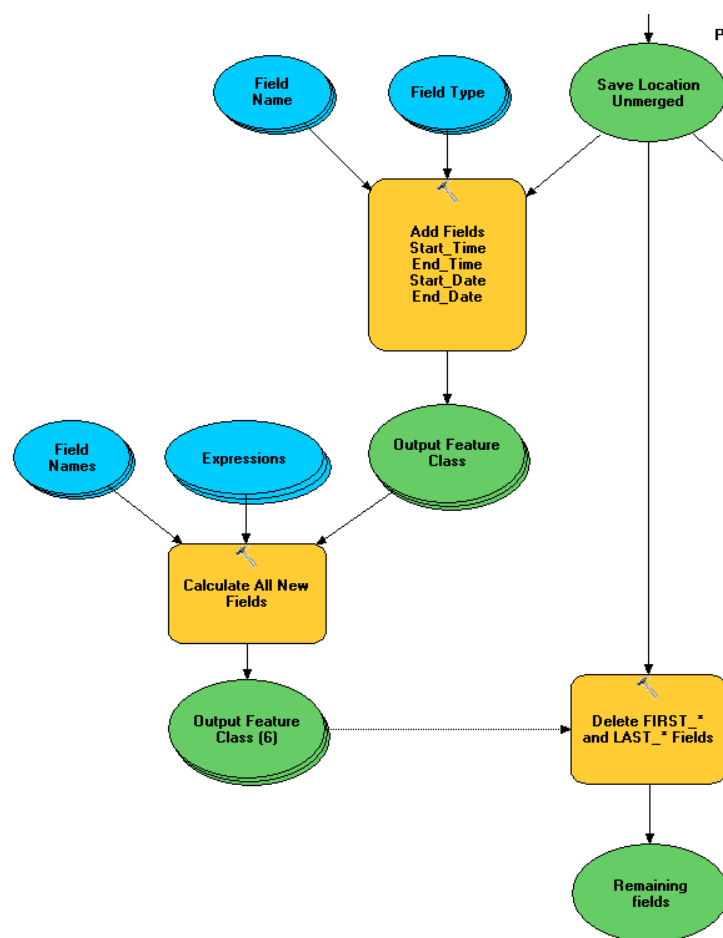 P
Field
Name
Field Type
Save Location
Unmerged
Add Fields
Start_Time
End_Time
Start_Date
End_Date
Field
Names
Expressions
Output Feature
Class
Calculate All New
Fields
Output Feature
Class (6)
Delete FIRST_*
and LAST_* Fields
Remaining
fields